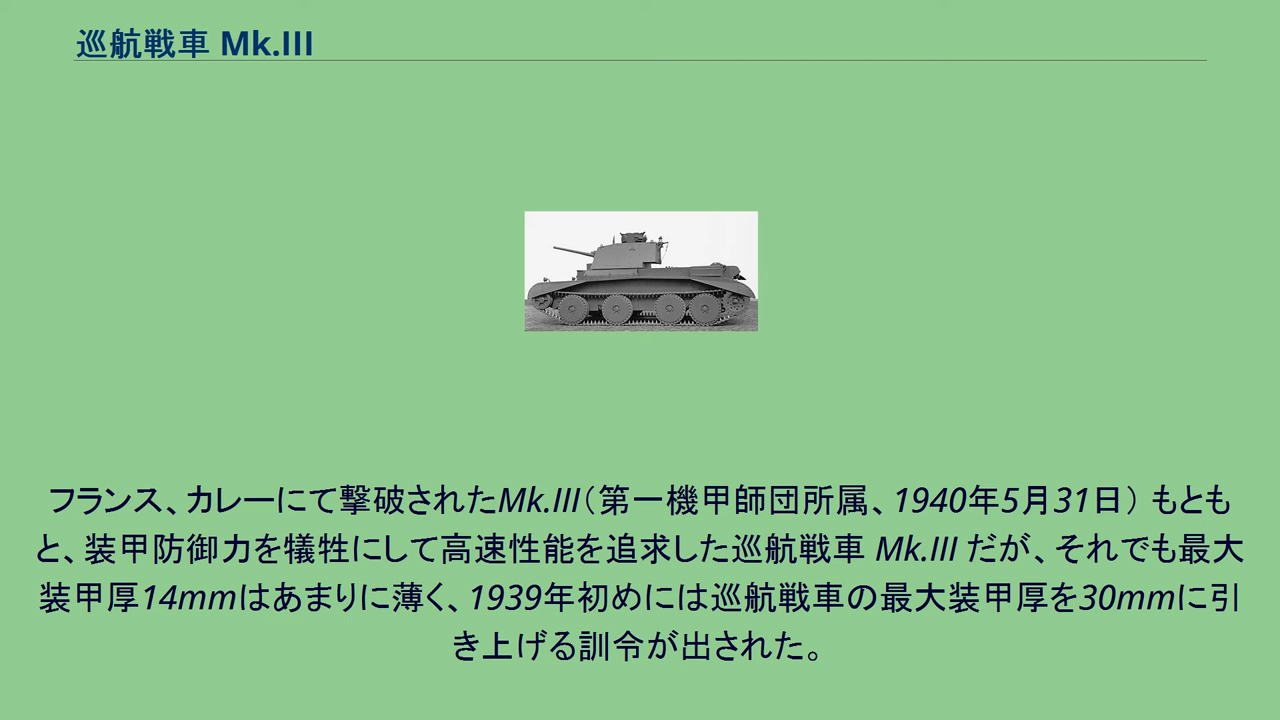 巡航戦車 Mk.III
フランス、カレーにて撃破されたMk.III（第一機甲師団所属、1940年5月31日） もとも
と、装甲防御力を犠牲にして高速性能を追求した巡航戦車 Mk.III だが、それでも最大
装甲厚14mmはあまりに薄く、1939年初めには巡航戦車の最大装甲厚を30mmに引
き上げる訓令が出された。